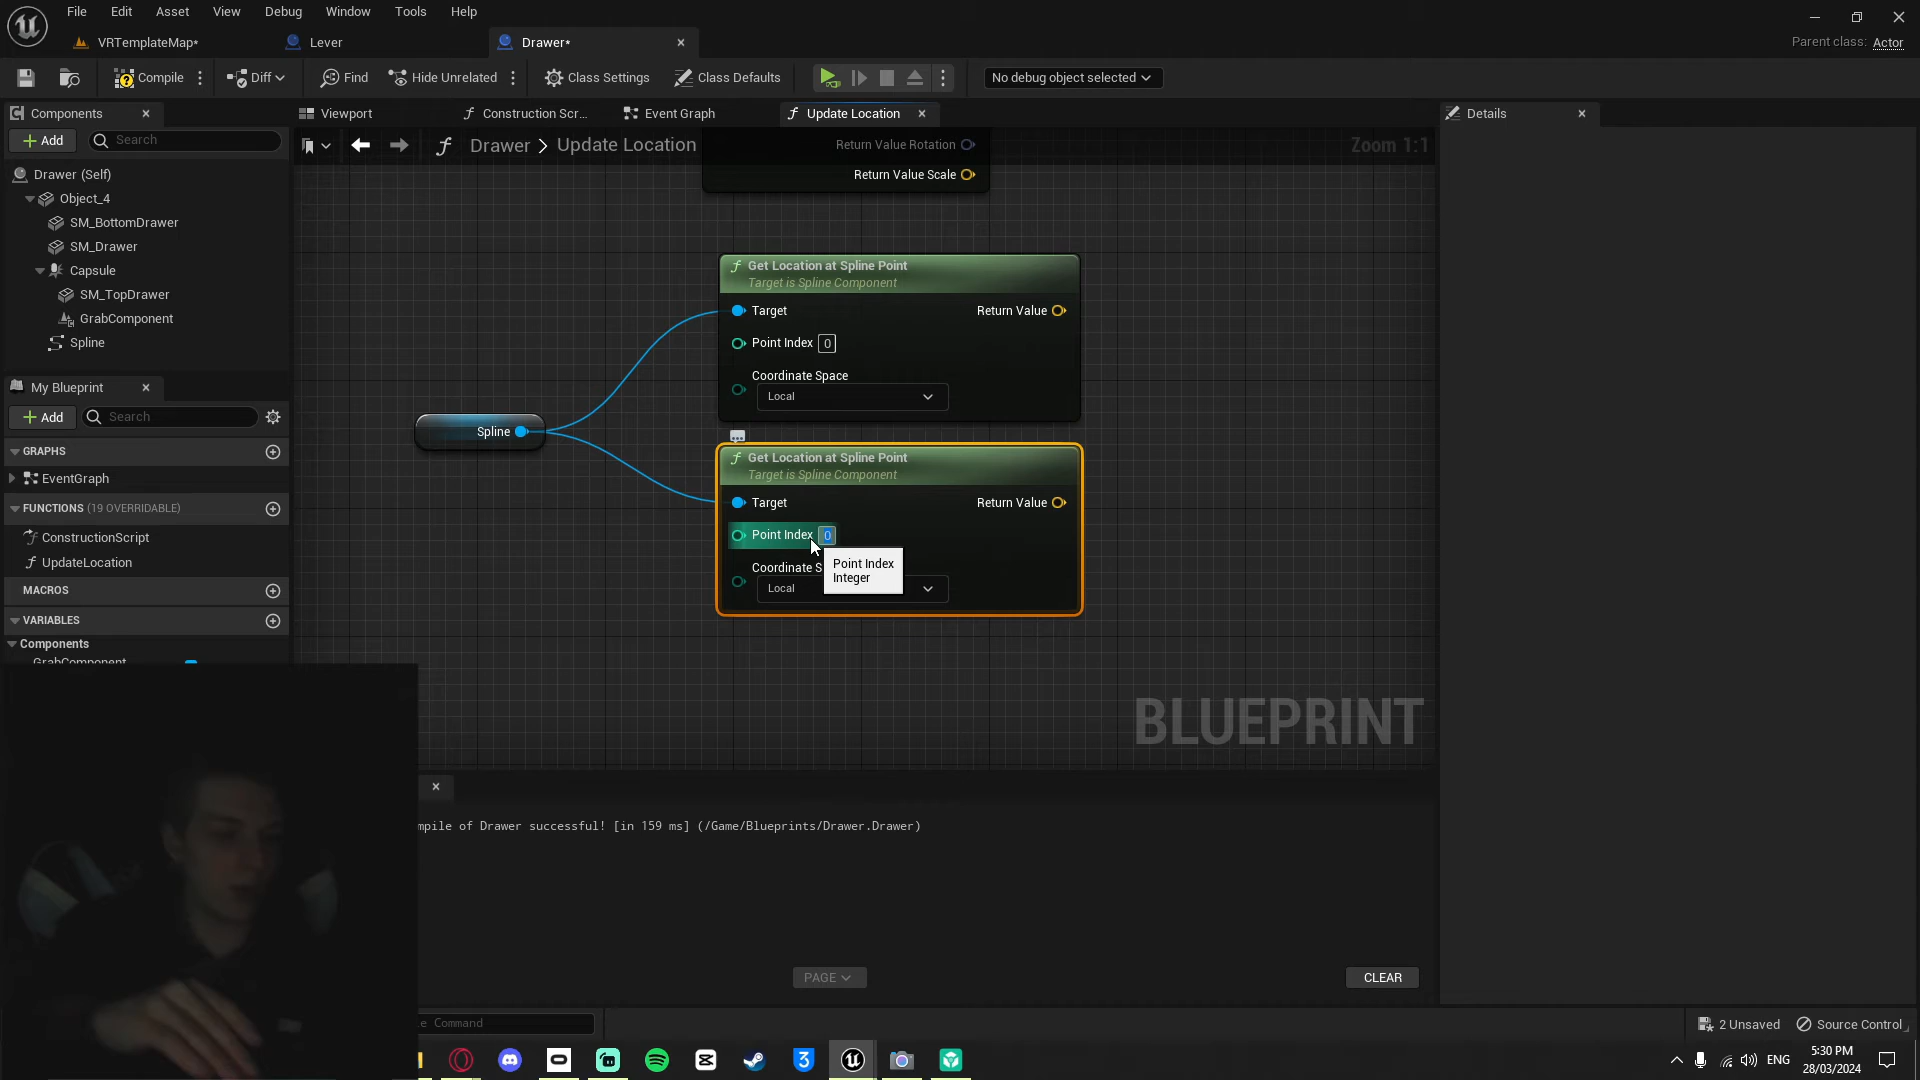 File Edit Asset View Debug Window Tools Help
Parent class: Actor
VRTemplateMap* Lever Drawer*
Compile Diff Find Hide Unrelated Class Settings Class Defaults No debug object selected
Components
Add Search
Drawer (Self)
Object_4
SM_BottomDrawer
SM_Drawer
Capsule
SM_TopDrawer
GrabComponent
Spline
My Blueprint
Add Search
GRAPHS
EventGraph
FUNCTIONS (19 OVERRIDABLE)
ConstructionScript
UpdateLocation
MACROS
VARIABLES
Components
GrabComponent
Viewport Construction Scr... Event Graph Update Location
Drawer > Update Location
Zoom 1:1
Return Value Rotation
Return Value Scale
Get Location at Spline Point
Target is Spline Component
Target Return Value
Point Index 0
Coordinate Space
Local
Spline
Get Location at Spline Point
Target is Spline Component
Target Return Value
Point Index 0
Coordinate S
Local
Point Index
Integer
BLUEPRINT
mpile of Drawer successful! [in 159 ms] (/Game/Blueprints/Drawer.Drawer)
PAGE
CLEAR
e Command
Details
2 Unsaved Source Control
ENG
5:30 PM
28/03/2024